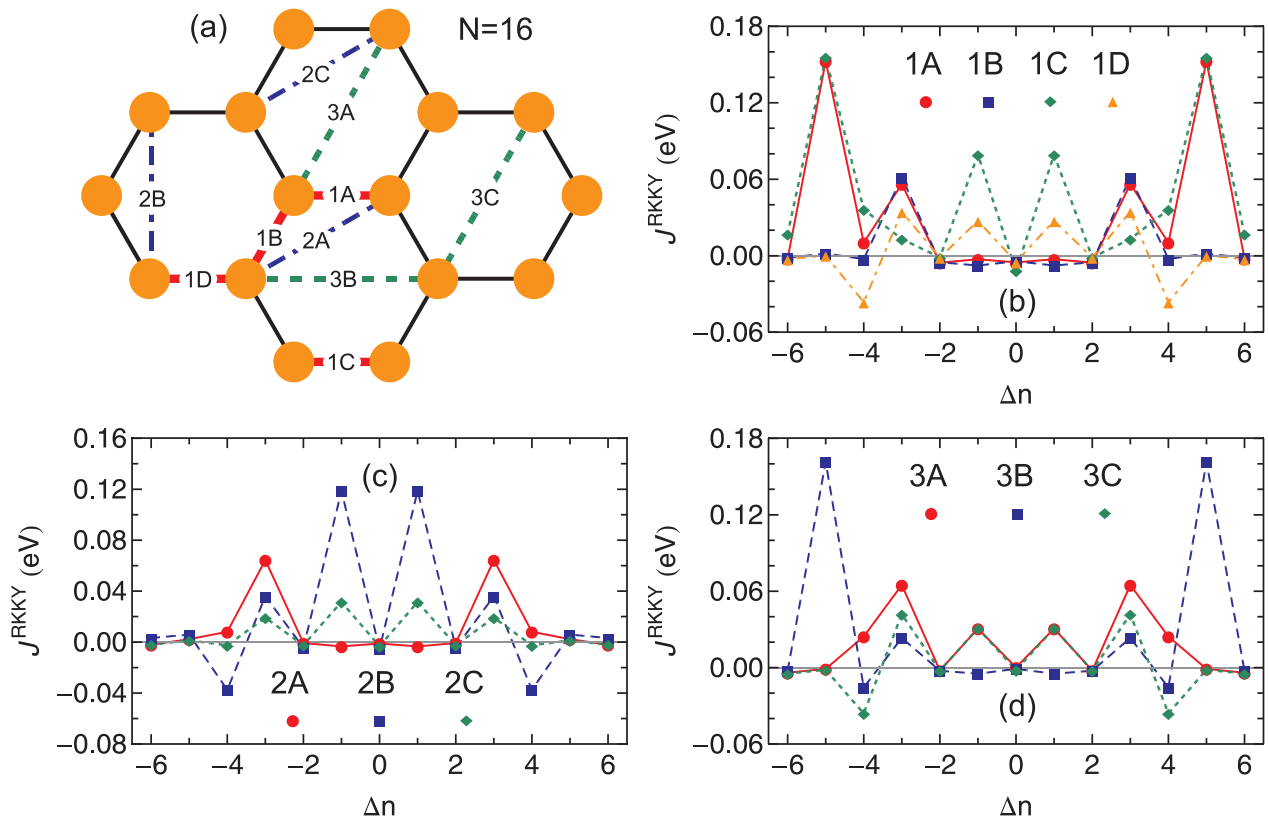 (a)
N=16
2C
3A
2B
1A
3C
1B
2A
1D
3B
1C
0.18
0.12
0.06
0.00
−0.06
J^RKKY (eV)
1A 1B 1C 1D
(b)
−6 −4 −2 0 2 4 6
Δn
0.16
0.12
0.08
0.04
0.00
−0.04
−0.08
J^RKKY (eV)
(c)
2A 2B 2C
−6 −4 −2 0 2 4 6
Δn
0.18
0.12
0.06
0.00
−0.06
J^RKKY (eV)
3A 3B 3C
(d)
−6 −4 −2 0 2 4 6
Δn